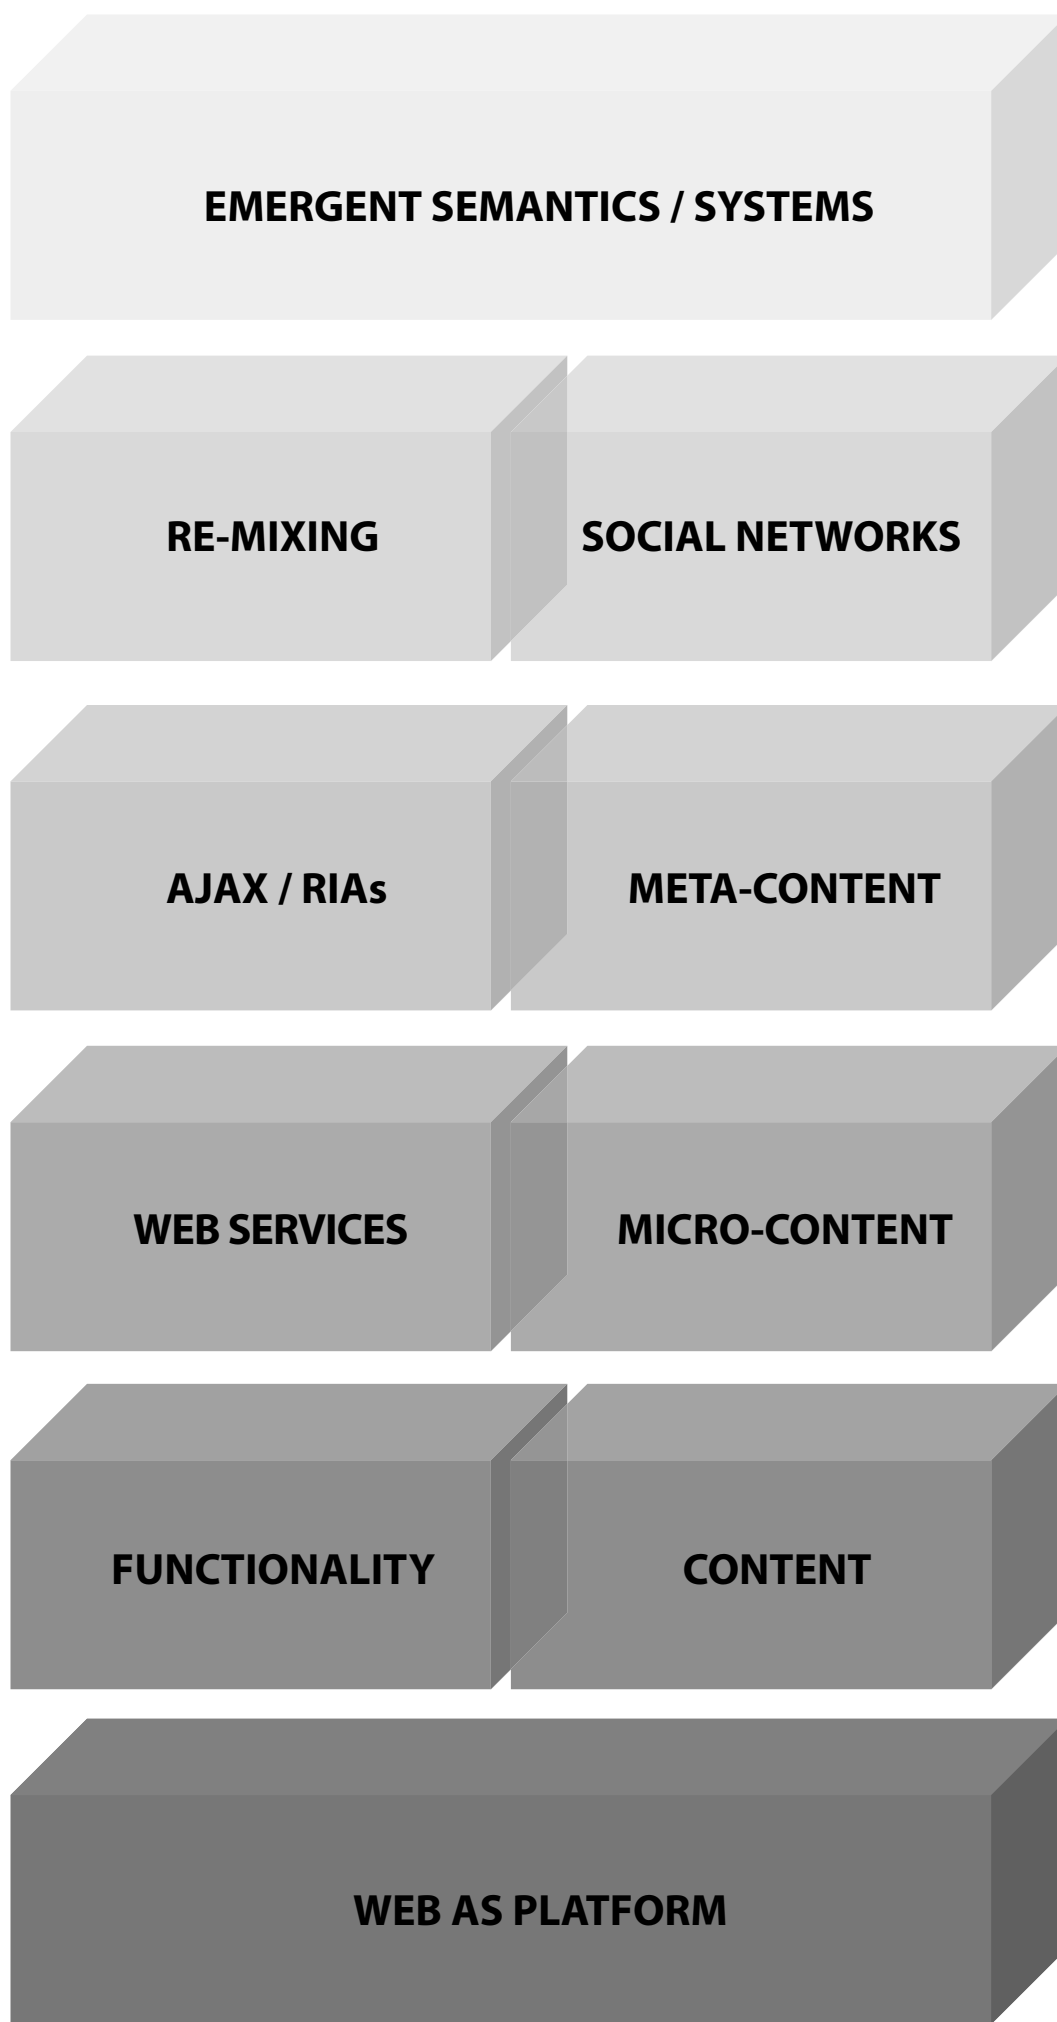 EMERGENT SEMANTICS / SYSTEMS
RE-MIXING
SOCIAL NETWORKS
AJAX / RIAs
META-CONTENT
WEB SERVICES
MICRO-CONTENT
FUNCTIONALITY
CONTENT
WEB AS PLATFORM